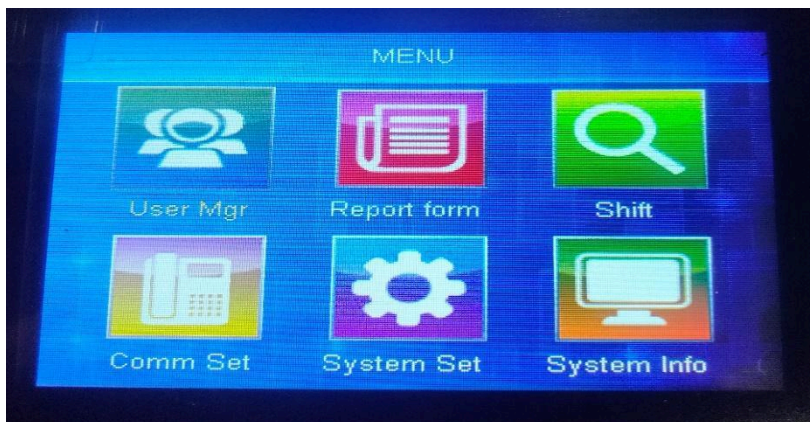 MENU
User Mgr Report form Shift
Comm Set System Set System Info